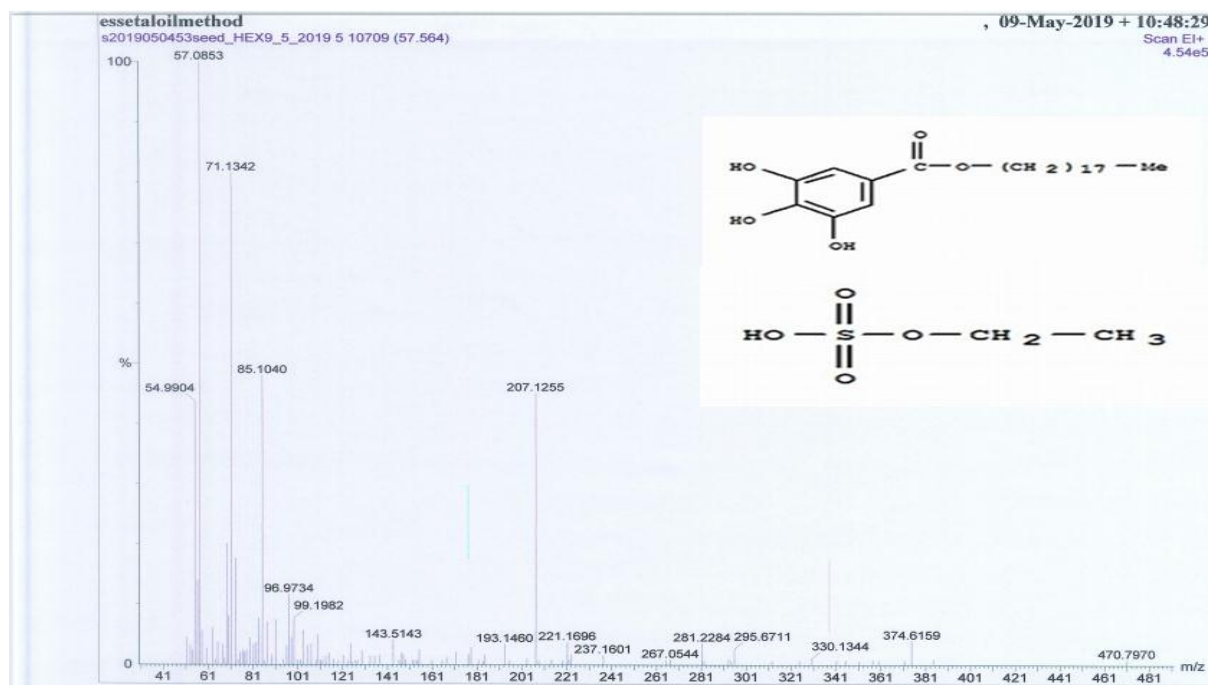 essetaloilmethod
, 09-May-2019 + 10:48:29
s2019050453seed_HEX9_5_2019 5 10709 (57.564)
Scan EI+
4.54e5
100
57.0853
71.1342
%
85.1040
54.9904
207.1255
96.9734
99.1982
143.5143
193.1460
221.1696
237.1601
267.0544
281.2284
295.6711
330.1344
374.6159
470.7970
0
m/z
41 61 81 101 121 141 161 181 201 221 241 261 281 301 321 341 361 381 401 421 441 461 481
O
HO C O (CH 2) 17 Me
HO
OH
O
HO S O CH 2 CH 3
O